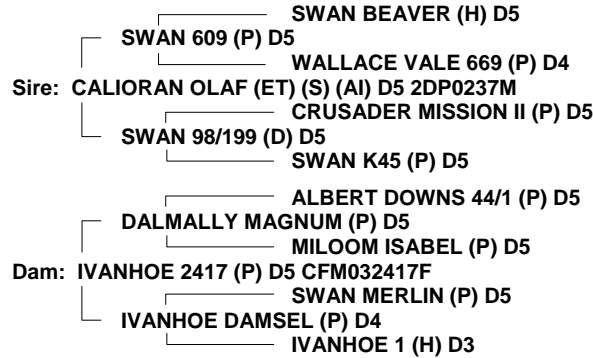 SWAN BEAVER (H) D5
SWAN 609 (P) D5
WALLACE VALE 669 (P) D4
Sire: CALIORAN OLAF (ET) (S) (AI) D5 2DP0237M
CRUSADER MISSION II (P) D5
SWAN 98/199 (D) D5
SWAN K45 (P) D5
ALBERT DOWNS 44/1 (P) D5
DALMALLY MAGNUM (P) D5
MILOOM ISABEL (P) D5
Dam: IVANHOE 2417 (P) D5 CFM032417F
SWAN MERLIN (P) D5
IVANHOE DAMSEL (P) D4
IVANHOE 1 (H) D3